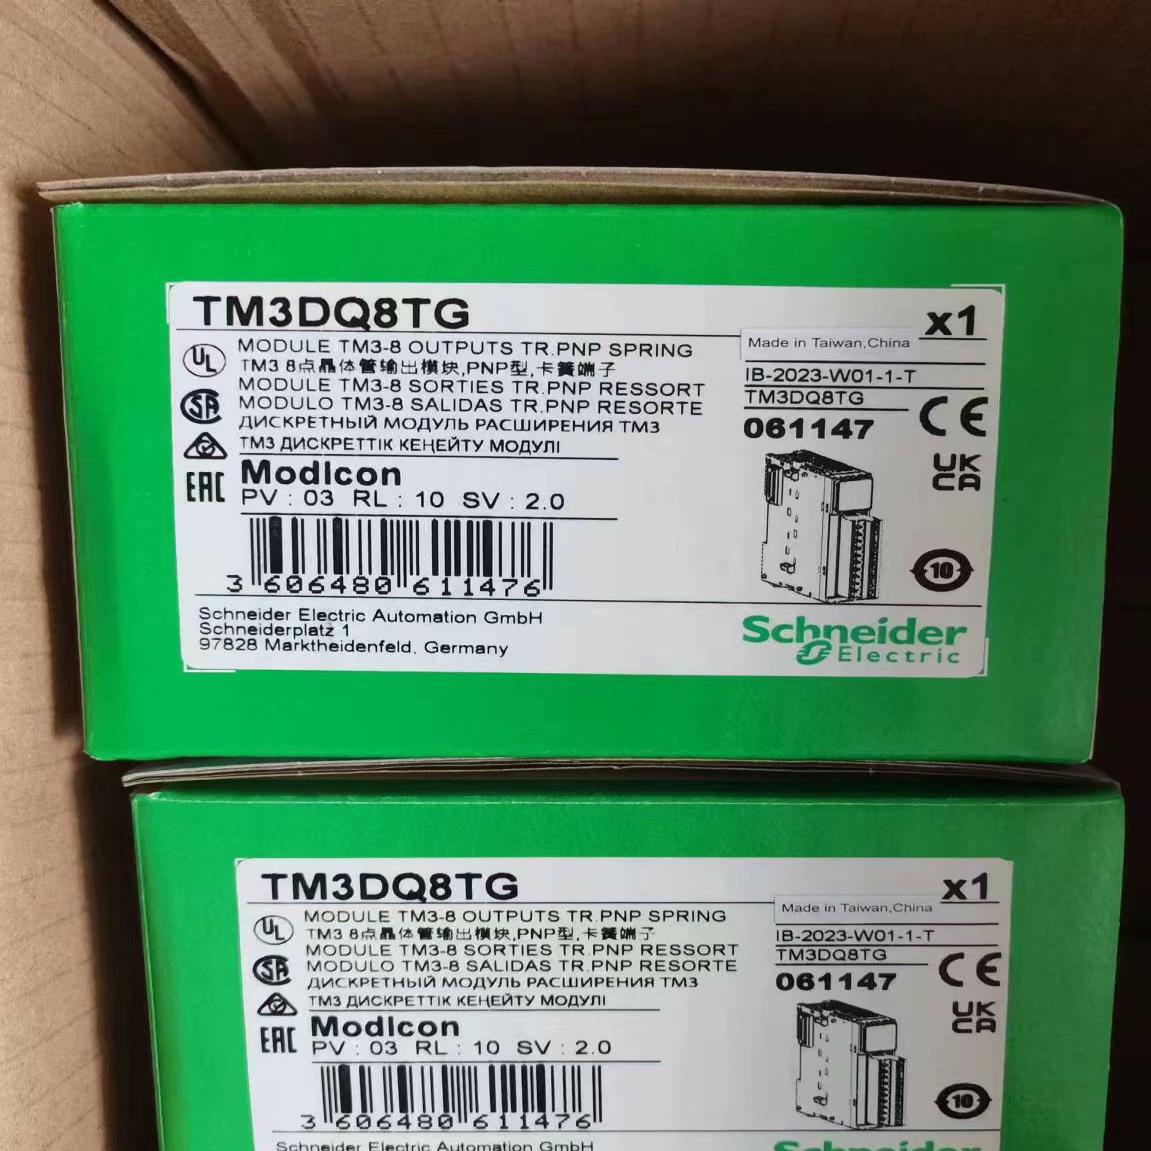 TM3DQ8TG
x1
MODULE TM3-8 OUTPUTS TR.PNP SPRING
TM3 8点晶体管输出模块,PNP型,卡簧端子
MODULE TM3-8 SORTIES TR.PNP RESSORT
MODULO TM3-8 SALIDAS TR.PNP RESORTE
ДИСКРЕТНЫЙ МОДУЛЬ РАСШИРЕНИЯ TM3
TM3 ДИСКРЕТТІК КЕҢЕЙТУ МОДУЛІ
UL
EAC
Made in Taiwan,China
IB-2023-W01-1-T
TM3DQ8TG
061147
CE
UK
CA
ModIcon
PV : 03 RL : 10 SV : 2.0
3 606480 611476
10
Schneider Electric Automation GmbH
Schneiderplatz 1
97828 Marktheidenfeld, Germany
Schneider
Electric
TM3DQ8TG
x1
MODULE TM3-8 OUTPUTS TR.PNP SPRING
TM3 8点晶体管输出模块,PNP型,卡簧端子
MODULE TM3-8 SORTIES TR.PNP RESSORT
MODULO TM3-8 SALIDAS TR.PNP RESORTE
ДИСКРЕТНЫЙ МОДУЛЬ РАСШИРЕНИЯ TM3
TM3 ДИСКРЕТТІК КЕҢЕЙТУ МОДУЛІ
UL
EAC
Made in Taiwan,China
IB-2023-W01-1-T
TM3DQ8TG
061147
CE
UK
CA
ModIcon
PV : 03 RL : 10 SV : 2.0
3 606480 611476
10
Schneider Electric Automation GmbH
Schneider